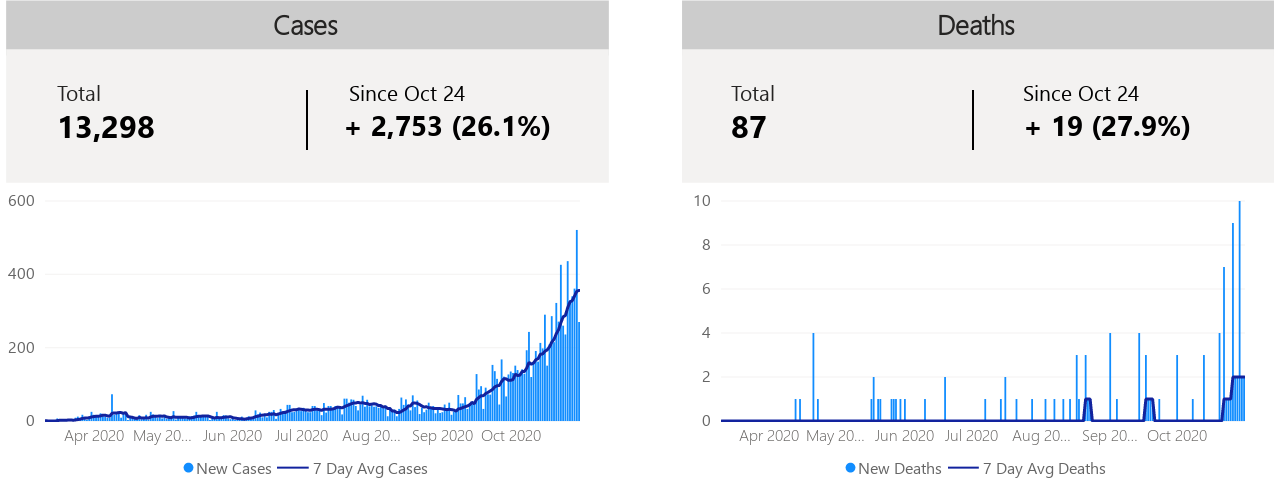 Cases
Total
13,298
Since Oct 24
+ 2,753 (26.1%)
600
400
200
0
Apr 2020 May 20... Jun 2020 Jul 2020 Aug 20... Sep 2020 Oct 2020
New Cases 7 Day Avg Cases
Deaths
Total
87
Since Oct 24
+ 19 (27.9%)
10
8
6
4
2
0
Apr 2020 May 20... Jun 2020 Jul 2020 Aug 20... Sep 20... Oct 2020
New Deaths 7 Day Avg Deaths